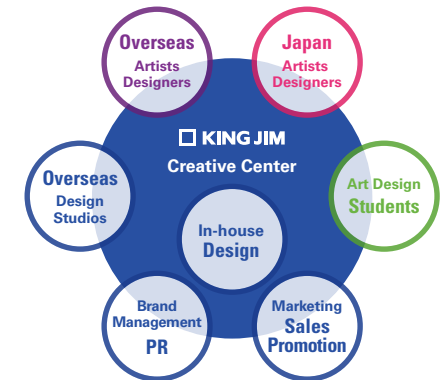 Overseas
Artists
Designers
Japan
Artists
Designers
KING JIM
Creative Center
Overseas
Design
Studios
Art Design
Students
In-house
Design
Brand
Management
PR
Marketing
Sales
Promotion